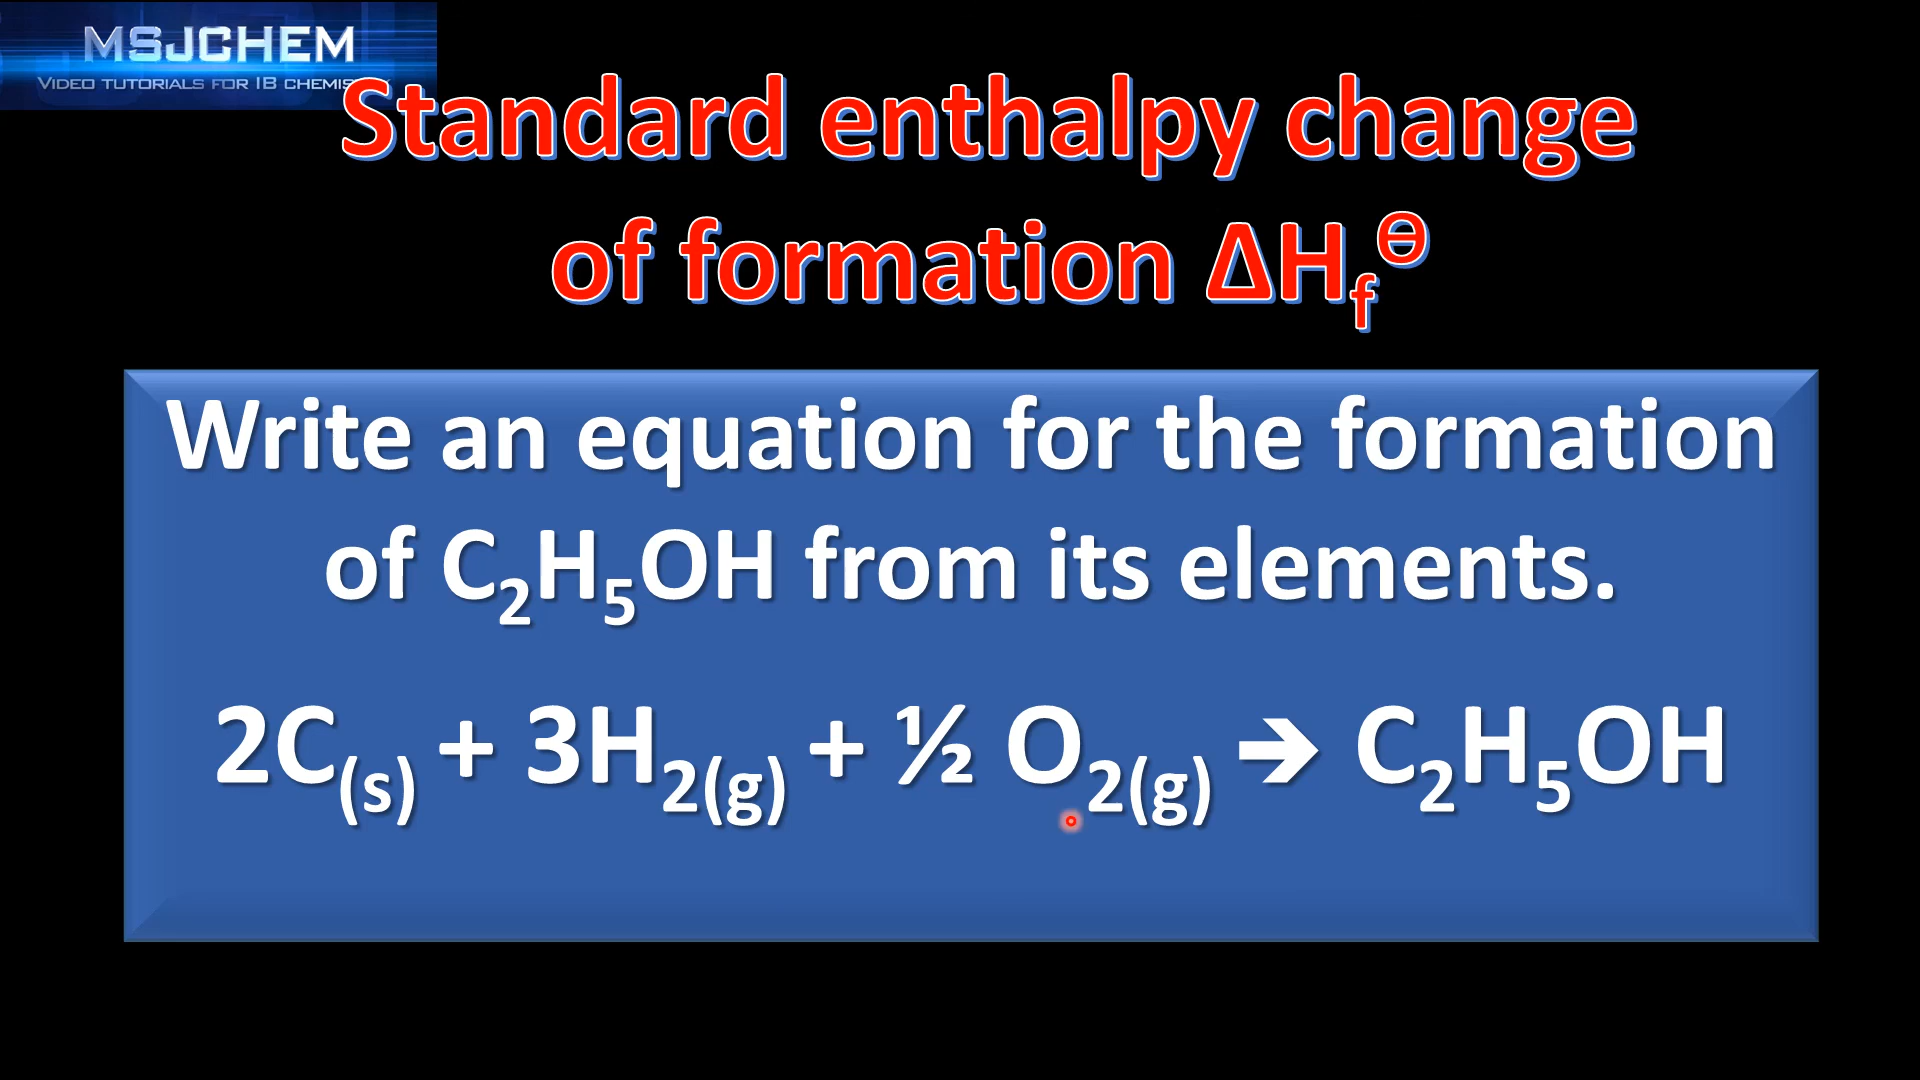 MSJCHEM
VIDEO TUTORIALS FOR IB CHEMIS
Standard enthalpy change
of formation ΔH_f^ϴ
Write an equation for the formation
of C₂H₅OH from its elements.
2C₍s₎ + 3H₂₍g₎ + ½ O₂₍g₎ ➔ C₂H₅OH